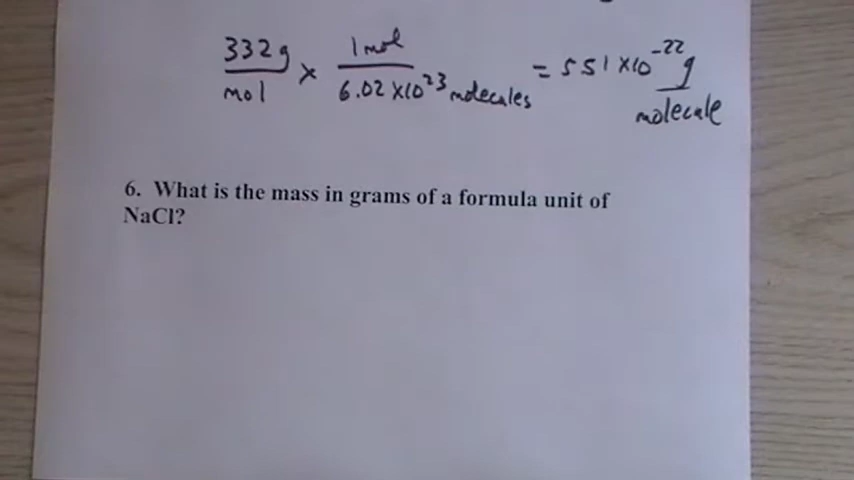 332g 1mol
mol × 6.02×10²³ molecules = 5.51×10⁻²² g
molecule
6. What is the mass in grams of a formula unit of
NaCl?